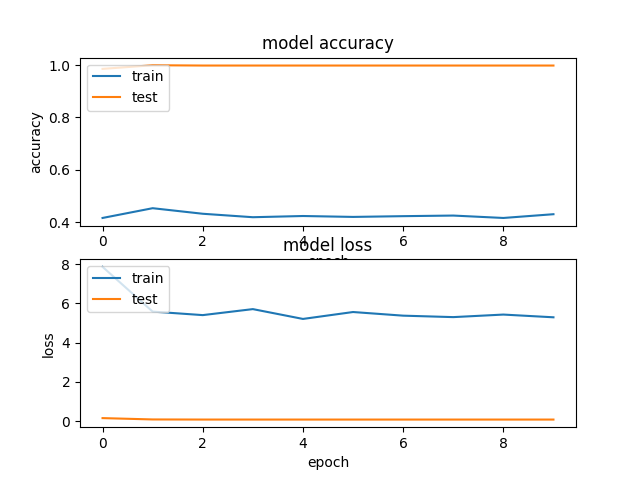 model accuracy
accuracy
1.0
0.8
0.6
0.4
train
test
0 2 4 6 8
epoch
model loss
loss
8
6
4
2
0
train
test
0 2 4 6 8
epoch